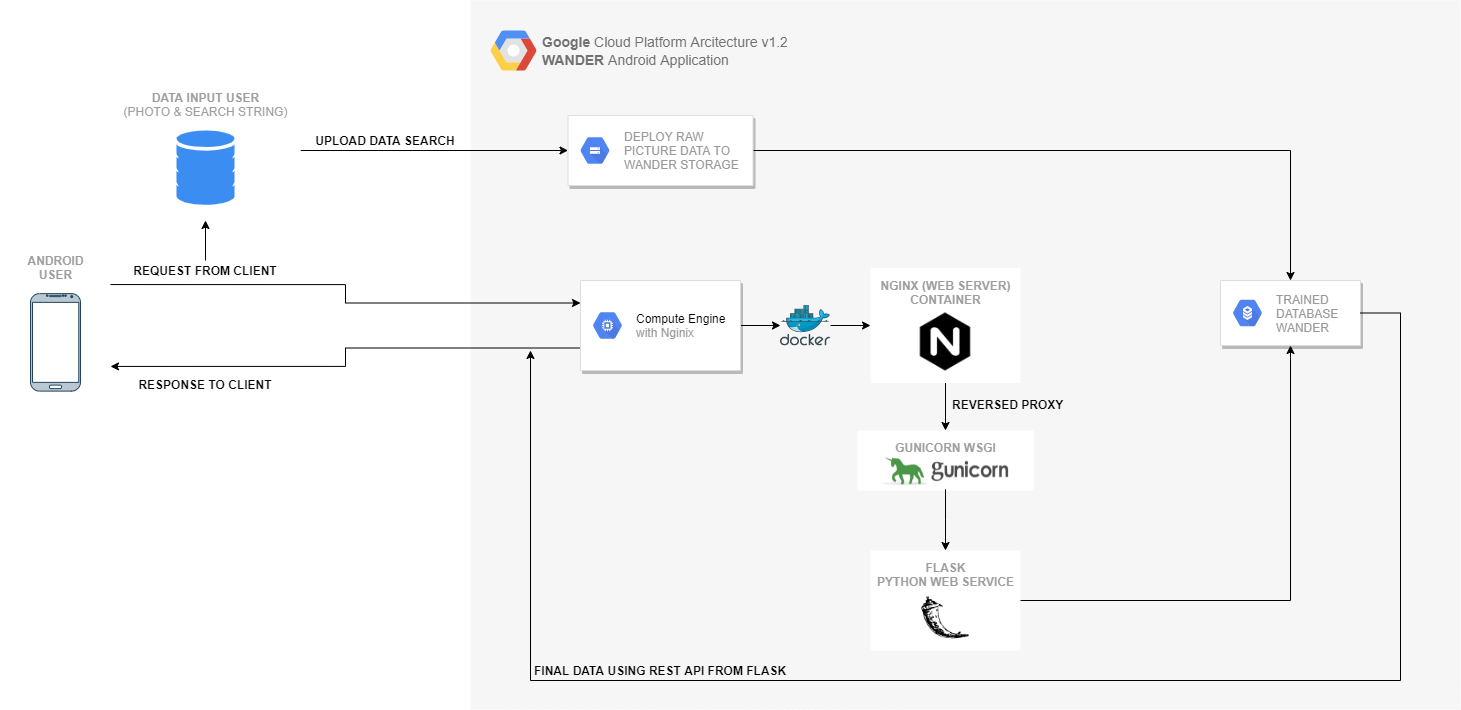 Google Cloud Platform Arcitecture v1.2
WANDER Android Application
DATA INPUT USER
(PHOTO & SEARCH STRING)
UPLOAD DATA SEARCH
DEPLOY RAW
PICTURE DATA TO
WANDER STORAGE
ANDROID
USER
REQUEST FROM CLIENT
RESPONSE TO CLIENT
Compute Engine
with Nginix
docker
NGINX (WEB SERVER)
CONTAINER
N
REVERSED PROXY
GUNICORN WSGI
gunicorn
FLASK
PYTHON WEB SERVICE
TRAINED
DATABASE
WANDER
FINAL DATA USING REST API FROM FLASK